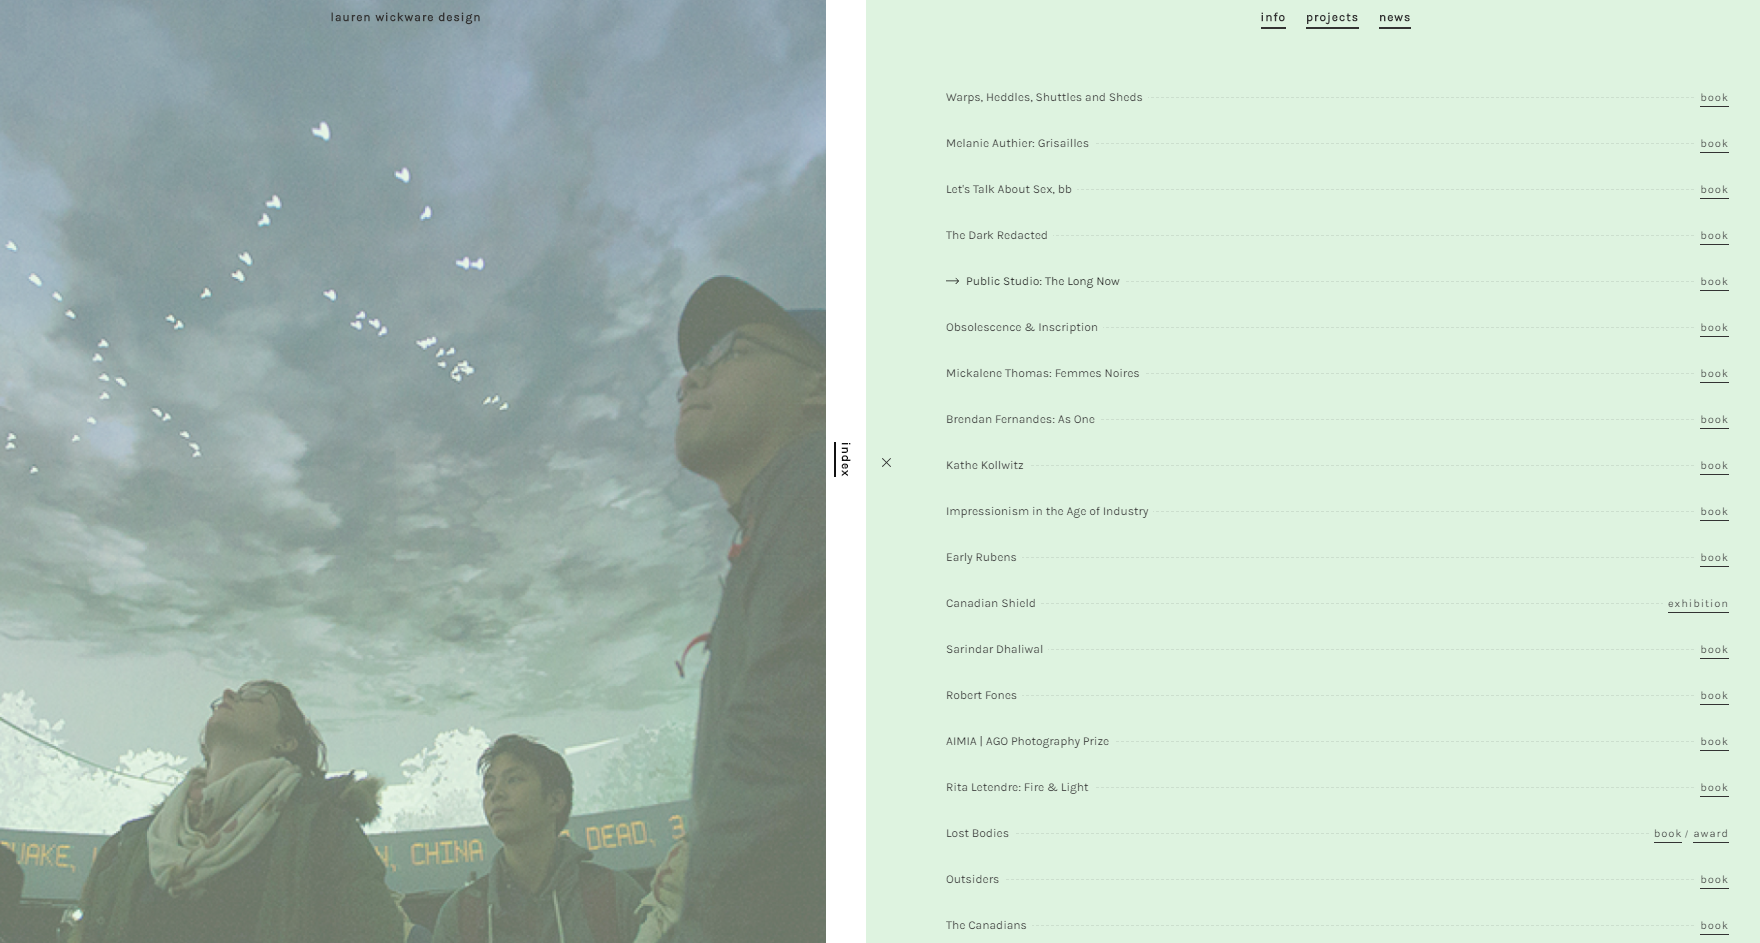 lauren wickware design
info projects news
Warps, Heddles, Shuttles and Sheds book
Melanie Authier: Grisailles book
Let's Talk About Sex, bb book
The Dark Redacted book
→ Public Studio: The Long Now book
Obsolescence & Inscription book
Mickalene Thomas: Femmes Noires book
Brendan Fernandes: As One book
index
Kathe Kollwitz book
Impressionism in the Age of Industry book
Early Rubens book
Canadian Shield exhibition
Sarindar Dhaliwal book
Robert Fones book
AIMIA | AGO Photography Prize book
Rita Letendre: Fire & Light book
Lost Bodies book / award
CHINA DEAD, 3
Outsiders book
The Canadians book